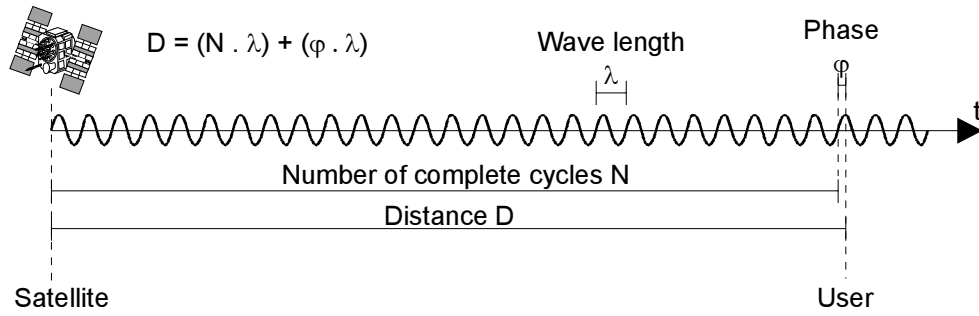 D = (N . λ) + (φ . λ)
Wave length
λ
Phase
φ
t
Number of complete cycles N
Distance D
Satellite
User